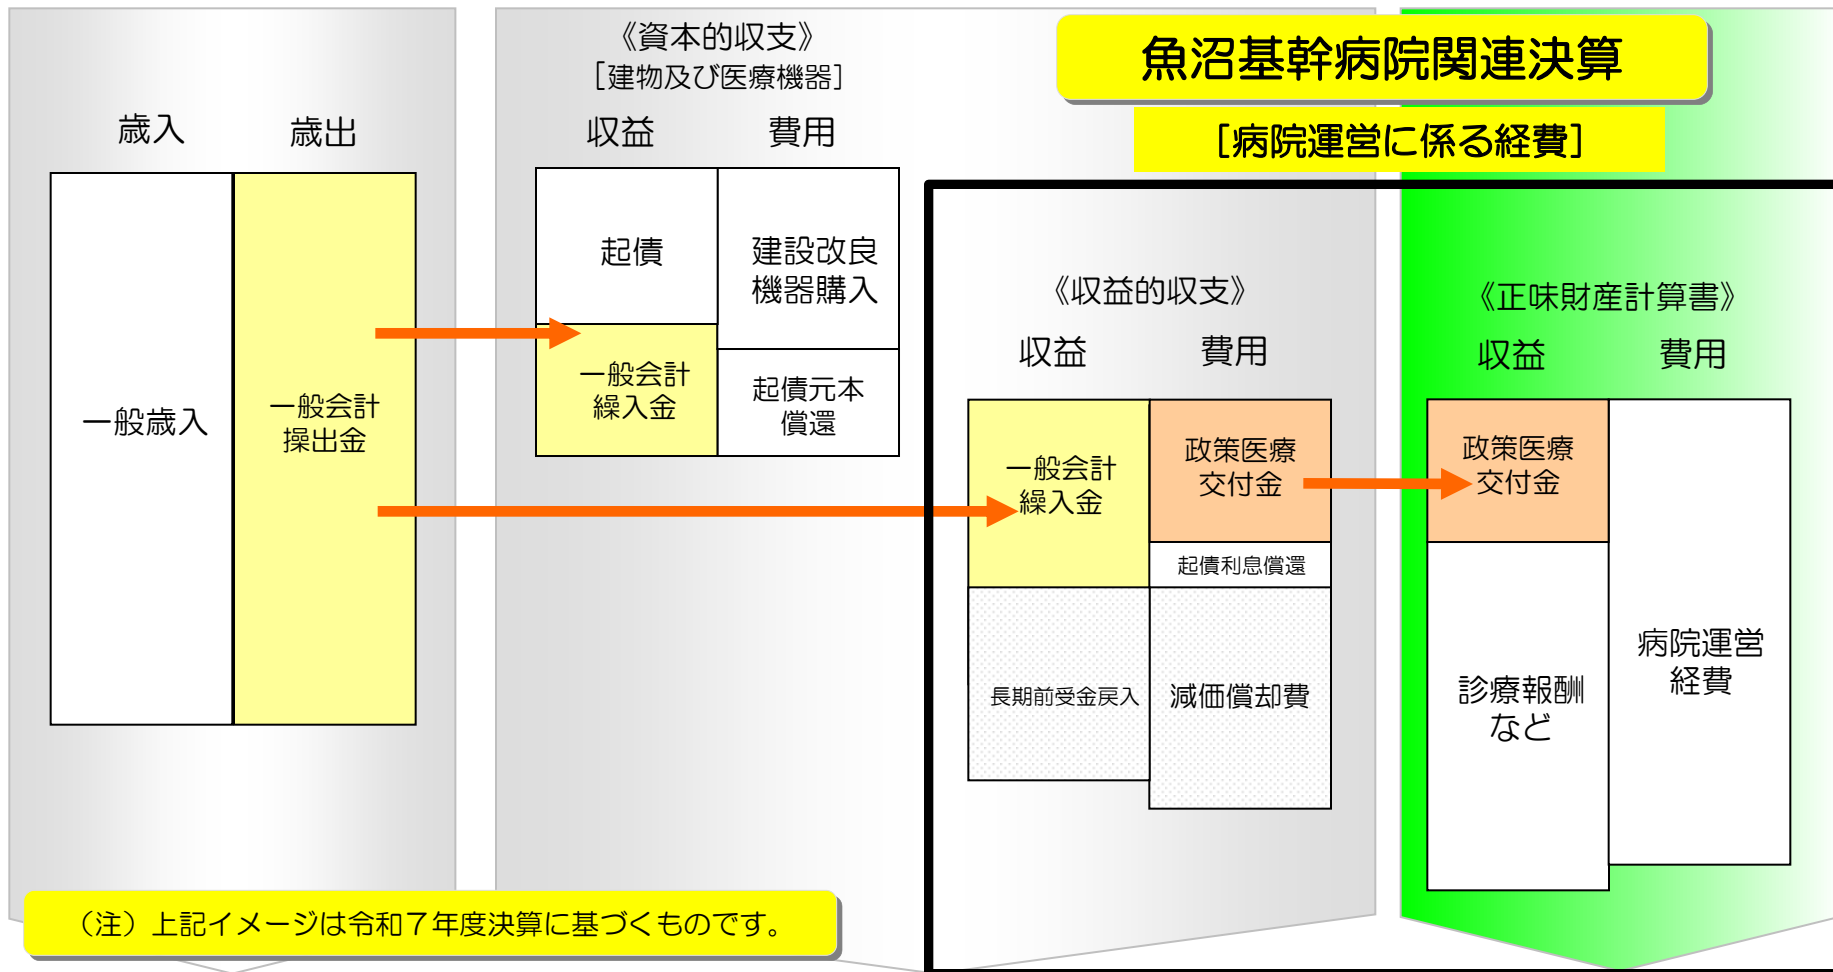 魚沼基幹病院関連決算
［病院運営に係る経費］
歳入
歳出
一般歳入
一般会計
操出金
《資本的収支》
［建物及び医療機器］
収益
費用
起債
建設改良
機器購入
一般会計
繰入金
起債元本
償還
《収益的収支》
収益
費用
一般会計
繰入金
政策医療
交付金
起債利息償還
長期前受金戻入
減価償却費
《正味財産計算書》
収益
費用
政策医療
交付金
診療報酬
など
病院運営
経費
（注）上記イメージは令和７年度決算に基づくものです。